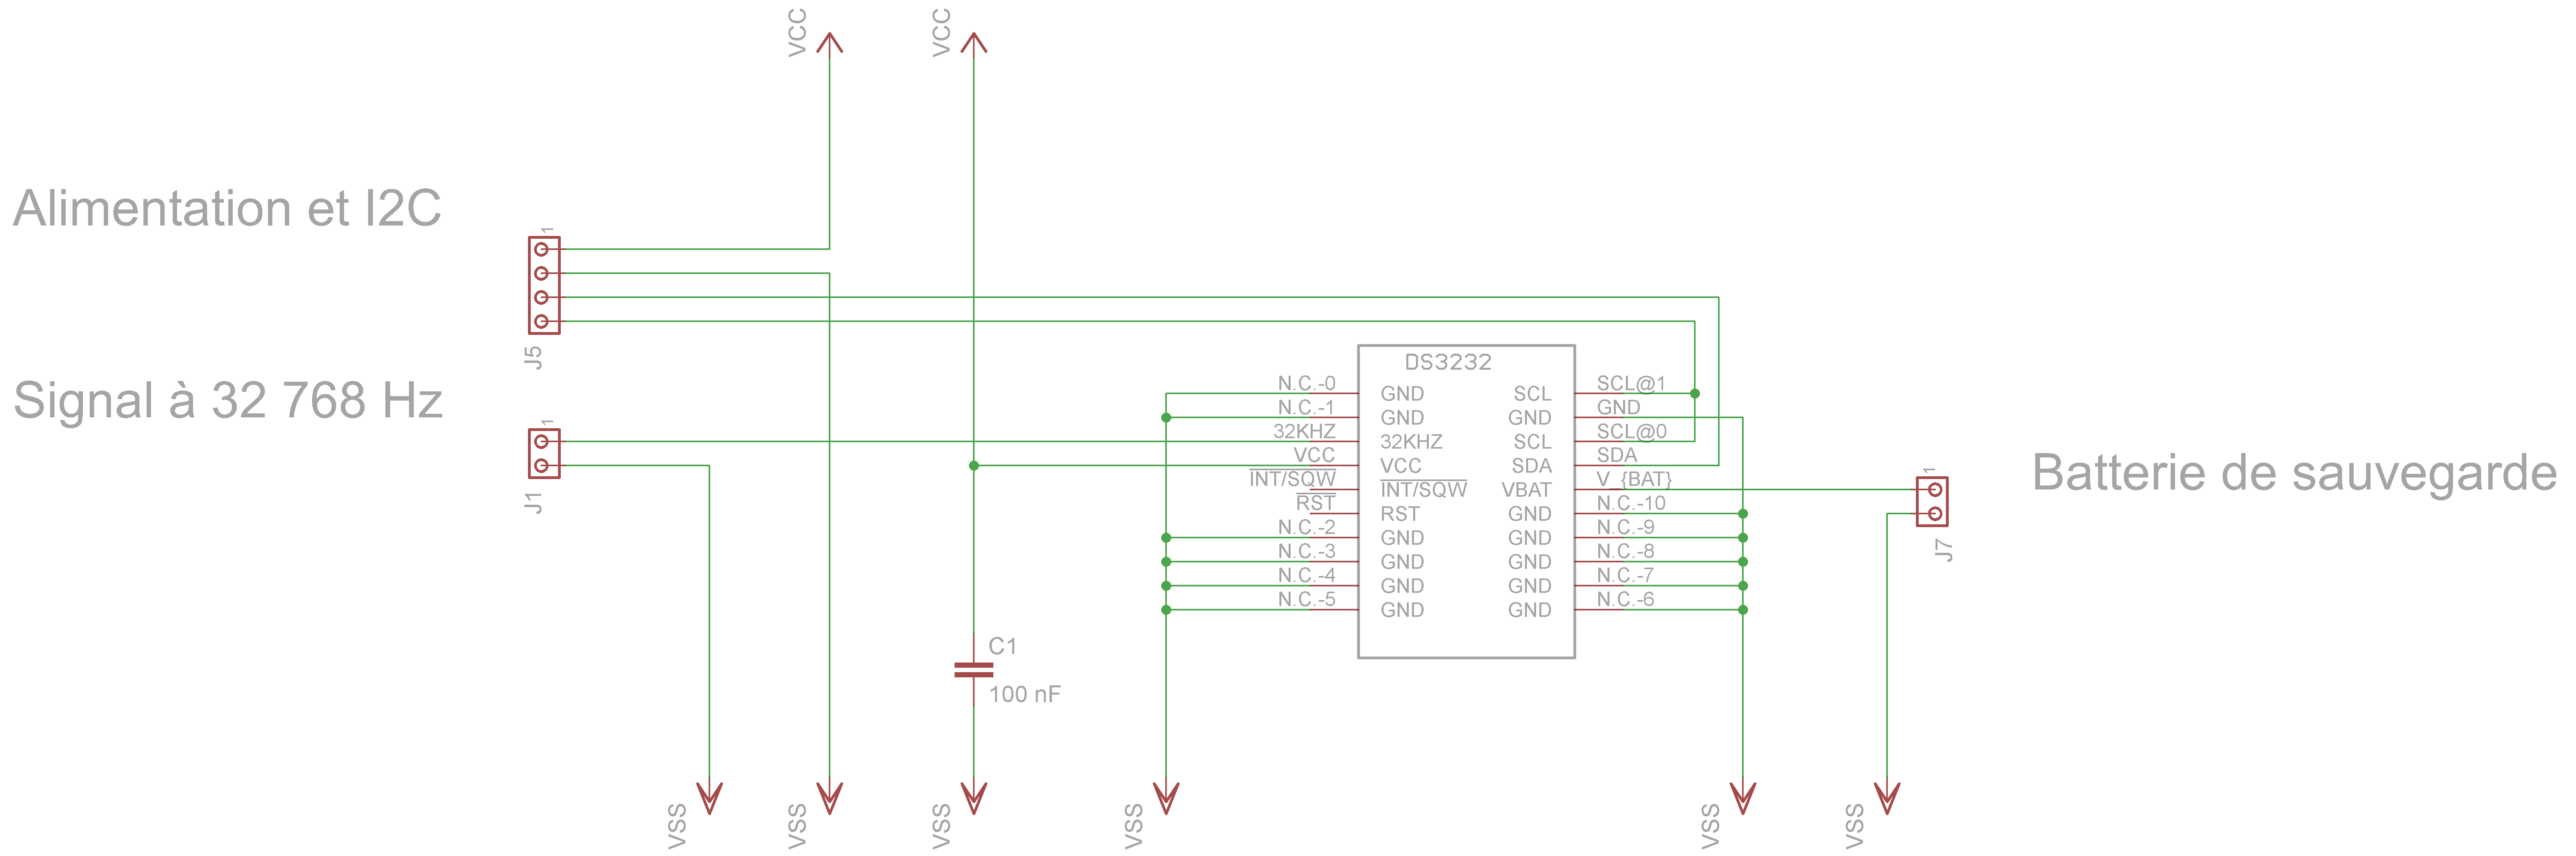 VCC
VCC
Alimentation et I2C
1
J5
Signal à 32 768 Hz
1
J1
DS3232
N.C.-0
GND
N.C.-1
GND
32KHZ
32KHZ
VCC
VCC
INT/SQW
INT/SQW
RST
RST
N.C.-2
GND
N.C.-3
GND
N.C.-4
GND
N.C.-5
GND
SCL
SCL@1
GND
GND
SCL
SCL@0
SDA
SDA
VBAT
V_{BAT}
GND
N.C.-10
GND
N.C.-9
GND
N.C.-8
GND
N.C.-7
GND
N.C.-6
1
J7
Batterie de sauvegarde
C1
100 nF
VSS
VSS
VSS
VSS
VSS
VSS